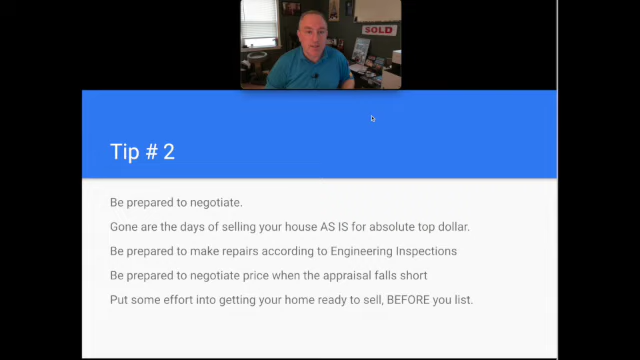 SOLD
Tip # 2
Be prepared to negotiate.
Gone are the days of selling your house AS IS for absolute top dollar.
Be prepared to make repairs according to Engineering Inspections
Be prepared to negotiate price when the appraisal falls short
Put some effort into getting your home ready to sell, BEFORE you list.